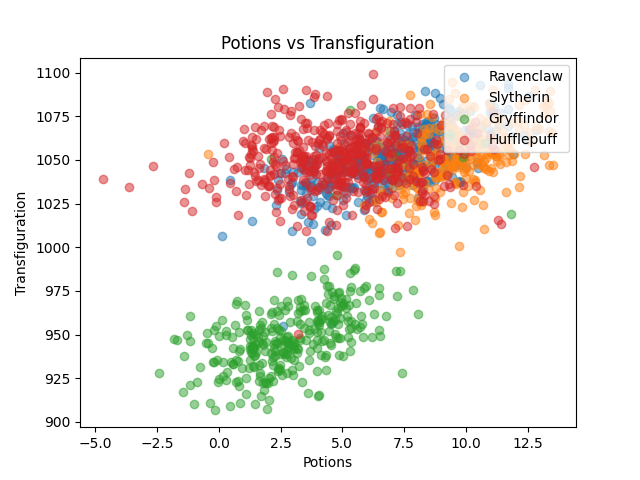 Potions vs Transfiguration
Ravenclaw
Slytherin
Gryffindor
Hufflepuff
1100
1075
1050
1025
1000
975
950
925
900
Transfiguration
−5.0 −2.5 0.0 2.5 5.0 7.5 10.0 12.5
Potions